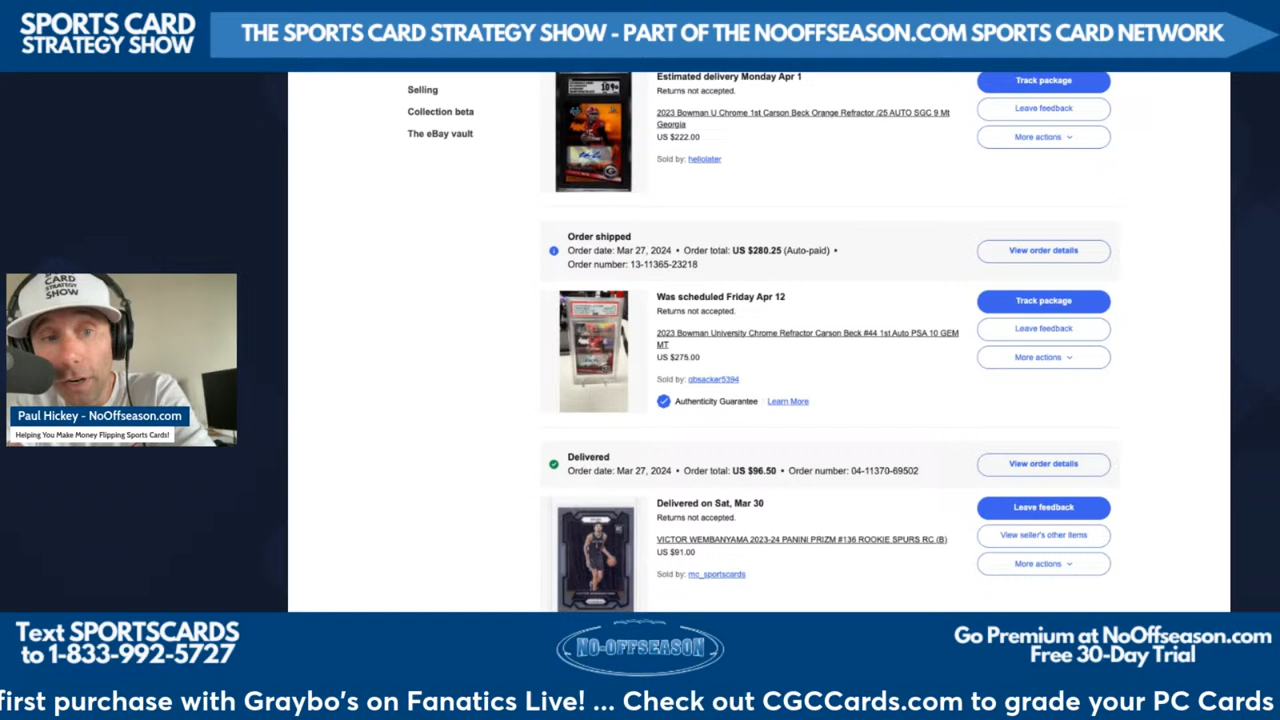 SPORTS CARD
STRATEGY SHOW
THE SPORTS CARD STRATEGY SHOW - PART OF THE NOOFFSEASON.COM SPORTS CARD NETWORK
Selling
Collection beta
The eBay vault
Estimated delivery Monday Apr 1
Returns not accepted.
2023 Bowman U Chrome 1st Carson Beck Orange Refractor /25 AUTO SGC 9 Mt
Georgia
US $222.00
Sold by: hellolater
Track package
Leave feedback
More actions
Order shipped
Order date: Mar 27, 2024 • Order total: US $280.25 (Auto-paid) •
Order number: 13-11365-23218
View order details
Was scheduled Friday Apr 12
Returns not accepted.
2023 Bowman University Chrome Refractor Carson Beck #44 1st Auto PSA 10 GEM
MT
US $275.00
Sold by: qbsacker5394
Authenticity Guarantee Learn More
Track package
Leave feedback
More actions
Delivered
Order date: Mar 27, 2024 • Order total: US $96.50 • Order number: 04-11370-69502
View order details
Delivered on Sat, Mar 30
Returns not accepted.
VICTOR WEMBANYAMA 2023-24 PANINI PRIZM #136 ROOKIE SPURS RC (B)
US $91.00
Sold by: mc_sportscards
Leave feedback
View seller's other items
More actions
CARD
STRATEGY
SHOW
Paul Hickey - NoOffseason.com
Helping You Make Money Flipping Sports Cards!
Text SPORTSCARDS
to 1-833-992-5727
NO-OFFSEASON
Go Premium at NoOffseason.com
Free 30-Day Trial
first purchase with Graybo's on Fanatics Live! ... Check out CGCCards.com to grade your PC Cards